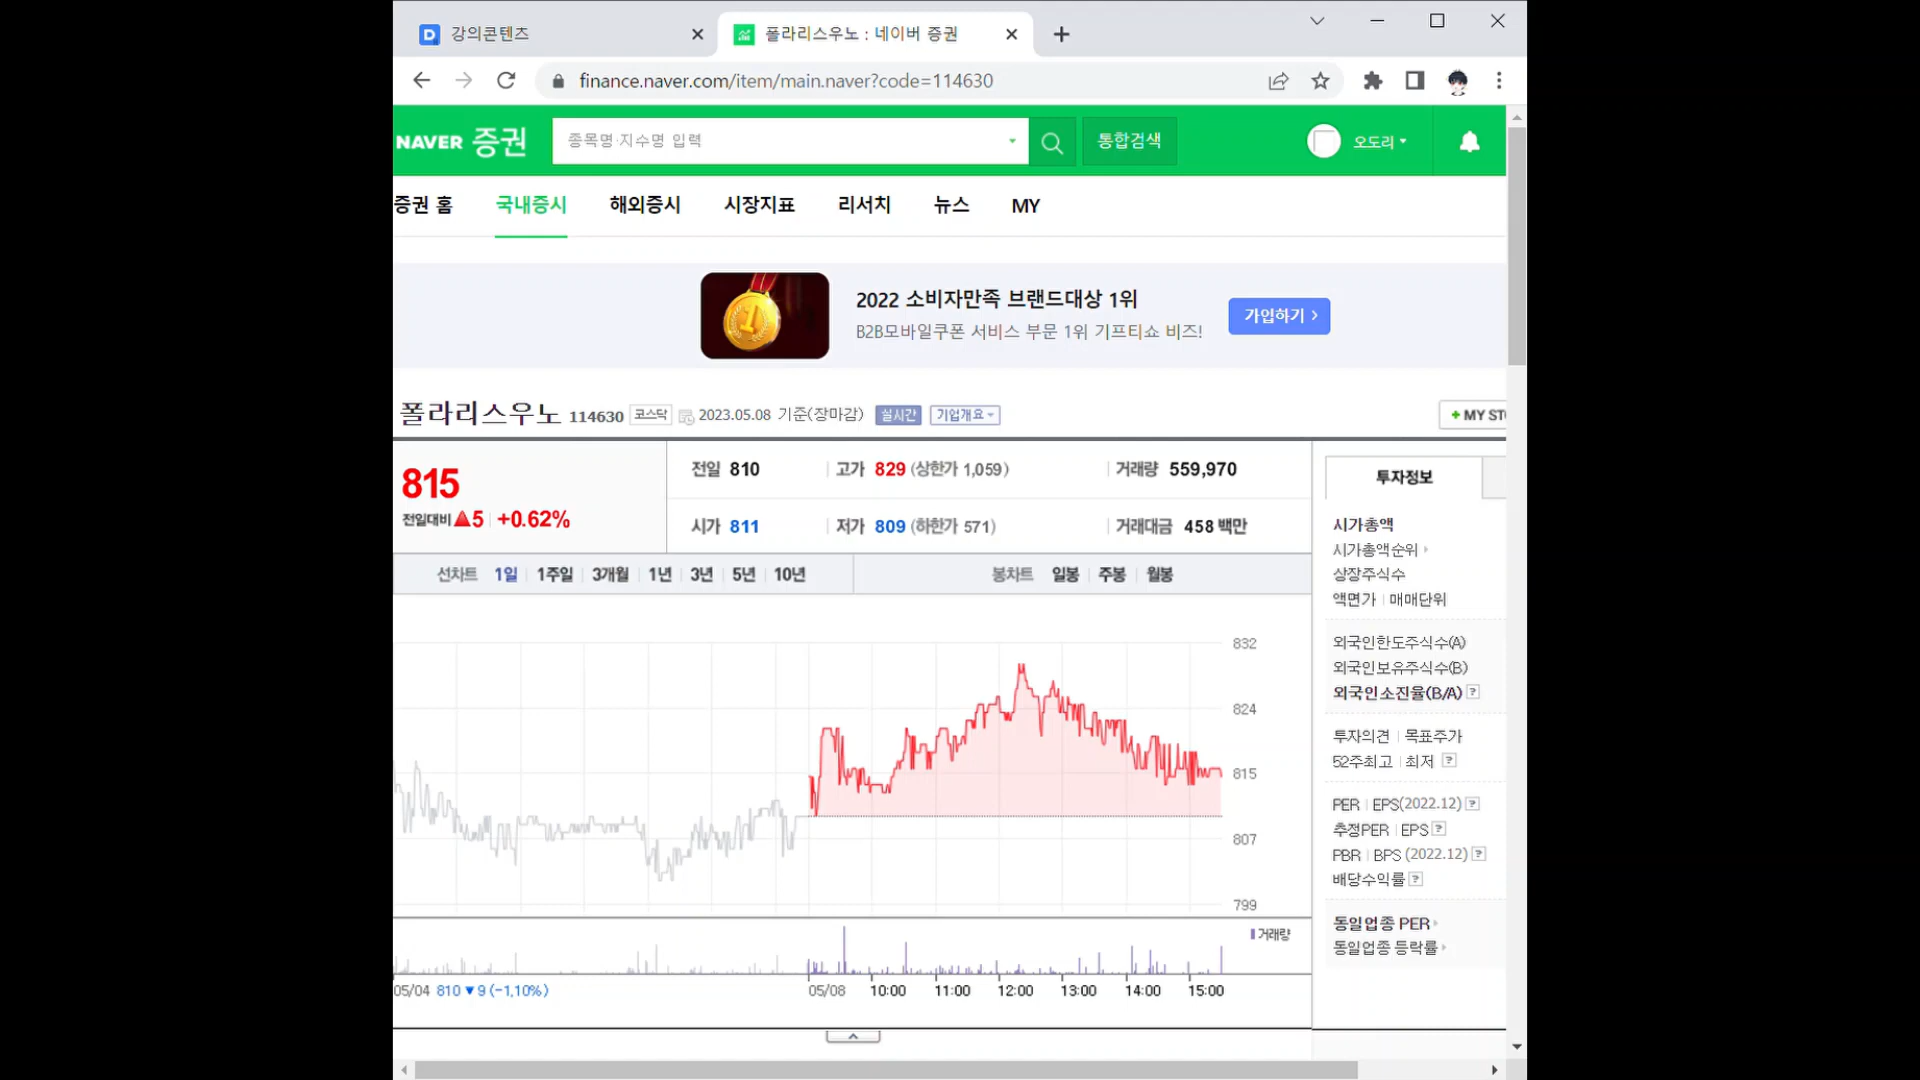 강의콘텐츠
폴라리스우노 : 네이버 증권
finance.naver.com/item/main.naver?code=114630
NAVER 증권
종목명·지수명 입력
통합검색
오도리
증권 홈 국내증시 해외증시 시장지표 리서치 뉴스 MY
2022 소비자만족 브랜드대상 1위
B2B모바일쿠폰 서비스 부문 1위 기프티쇼 비즈!
가입하기
폴라리스우노 114630 코스닥 2023.05.08 기준(장마감) 실시간 기업개요
+ MY ST
815
전일대비 ▲5 +0.62%
전일 810 고가 829 (상한가 1,059) 거래량 559,970
시가 811 저가 809 (하한가 571) 거래대금 458 백만
선차트 1일 1주일 3개월 1년 3년 5년 10년 봉차트 일봉 주봉 월봉
832
824
815
807
799
거래량
05/04 810 ▼ 9 (-1,10%) 05/08 10:00 11:00 12:00 13:00 14:00 15:00
투자정보
시가총액
시가총액순위
상장주식수
액면가 매매단위
외국인한도주식수(A)
외국인보유주식수(B)
외국인소진율(B/A) ?
투자의견 목표주가
52주최고 최저 ?
PER EPS(2022.12) ?
추정PER EPS ?
PBR BPS (2022.12) ?
배당수익률 ?
동일업종 PER
동일업종 등락률